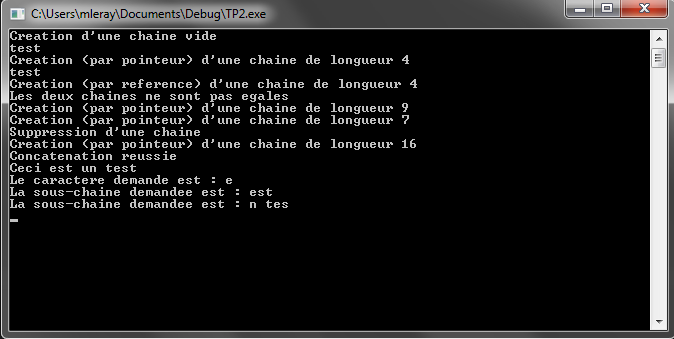 C:\Users\mleray\Documents\Debug\TP2.exe
Creation d'une chaine vide
test
Creation (par pointeur) d'une chaine de longueur 4
test
Creation (par reference) d'une chaine de longueur 4
Les deux chaines ne sont pas egales
Creation (par pointeur) d'une chaine de longueur 9
Creation (par pointeur) d'une chaine de longueur 7
Suppression d'une chaine
Creation (par pointeur) d'une chaine de longueur 16
Concatenation reussie
Ceci est un test
Le caractere demande est : e
La sous-chaine demandee est : est
La sous-chaine demandee est : n tes